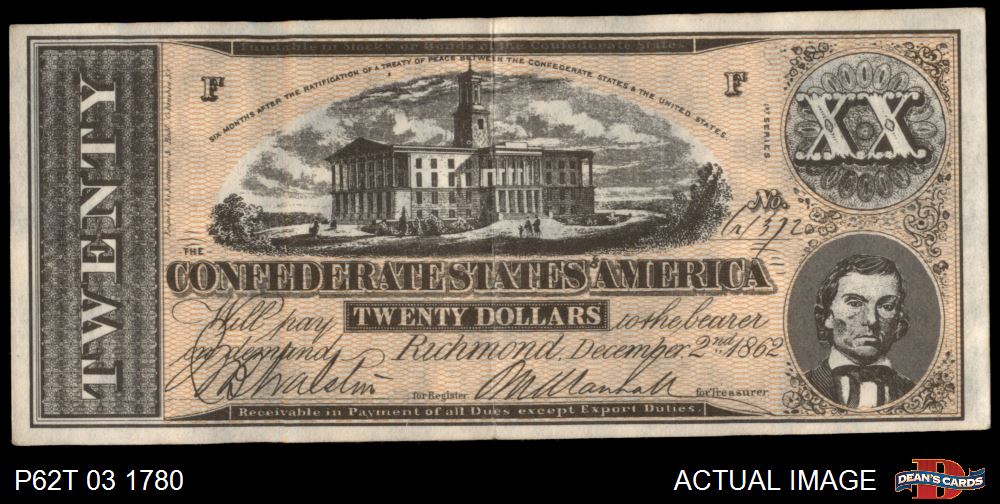 Fundable in Stocks or Bonds of the Confederate States
F
SIX MONTHS AFTER THE RATIFICATION OF A TREATY OF PEACE BETWEEN THE CONFEDERATE STATES & THE UNITED STATES
F
XX
TWENTY
1ST SERIES
No.
THE
CONFEDERATE STATES OF AMERICA
Will pay TWENTY DOLLARS to the bearer
on demand Richmond, December 2nd 1862
for Register
for Treasurer
Receivable in Payment of all Dues except Export Duties.
P62T 03 1780
ACTUAL IMAGE
D
DEAN'S CARDS